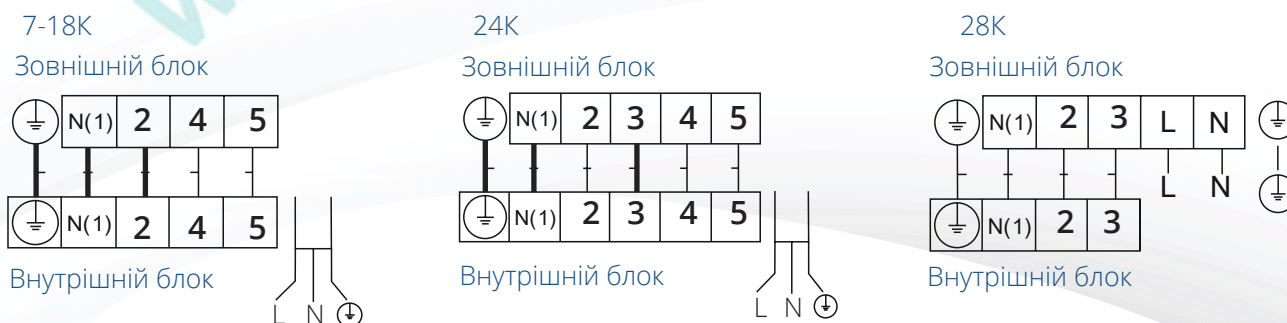 7-18K
Зовнішній блок
N(1) 2 4 5
N(1) 2 4 5
Внутрішній блок
L N
24K
Зовнішній блок
N(1) 2 3 4 5
N(1) 2 3 4 5
Внутрішній блок
L N
28K
Зовнішній блок
N(1) 2 3 L N
L N
N(1) 2 3
Внутрішній блок